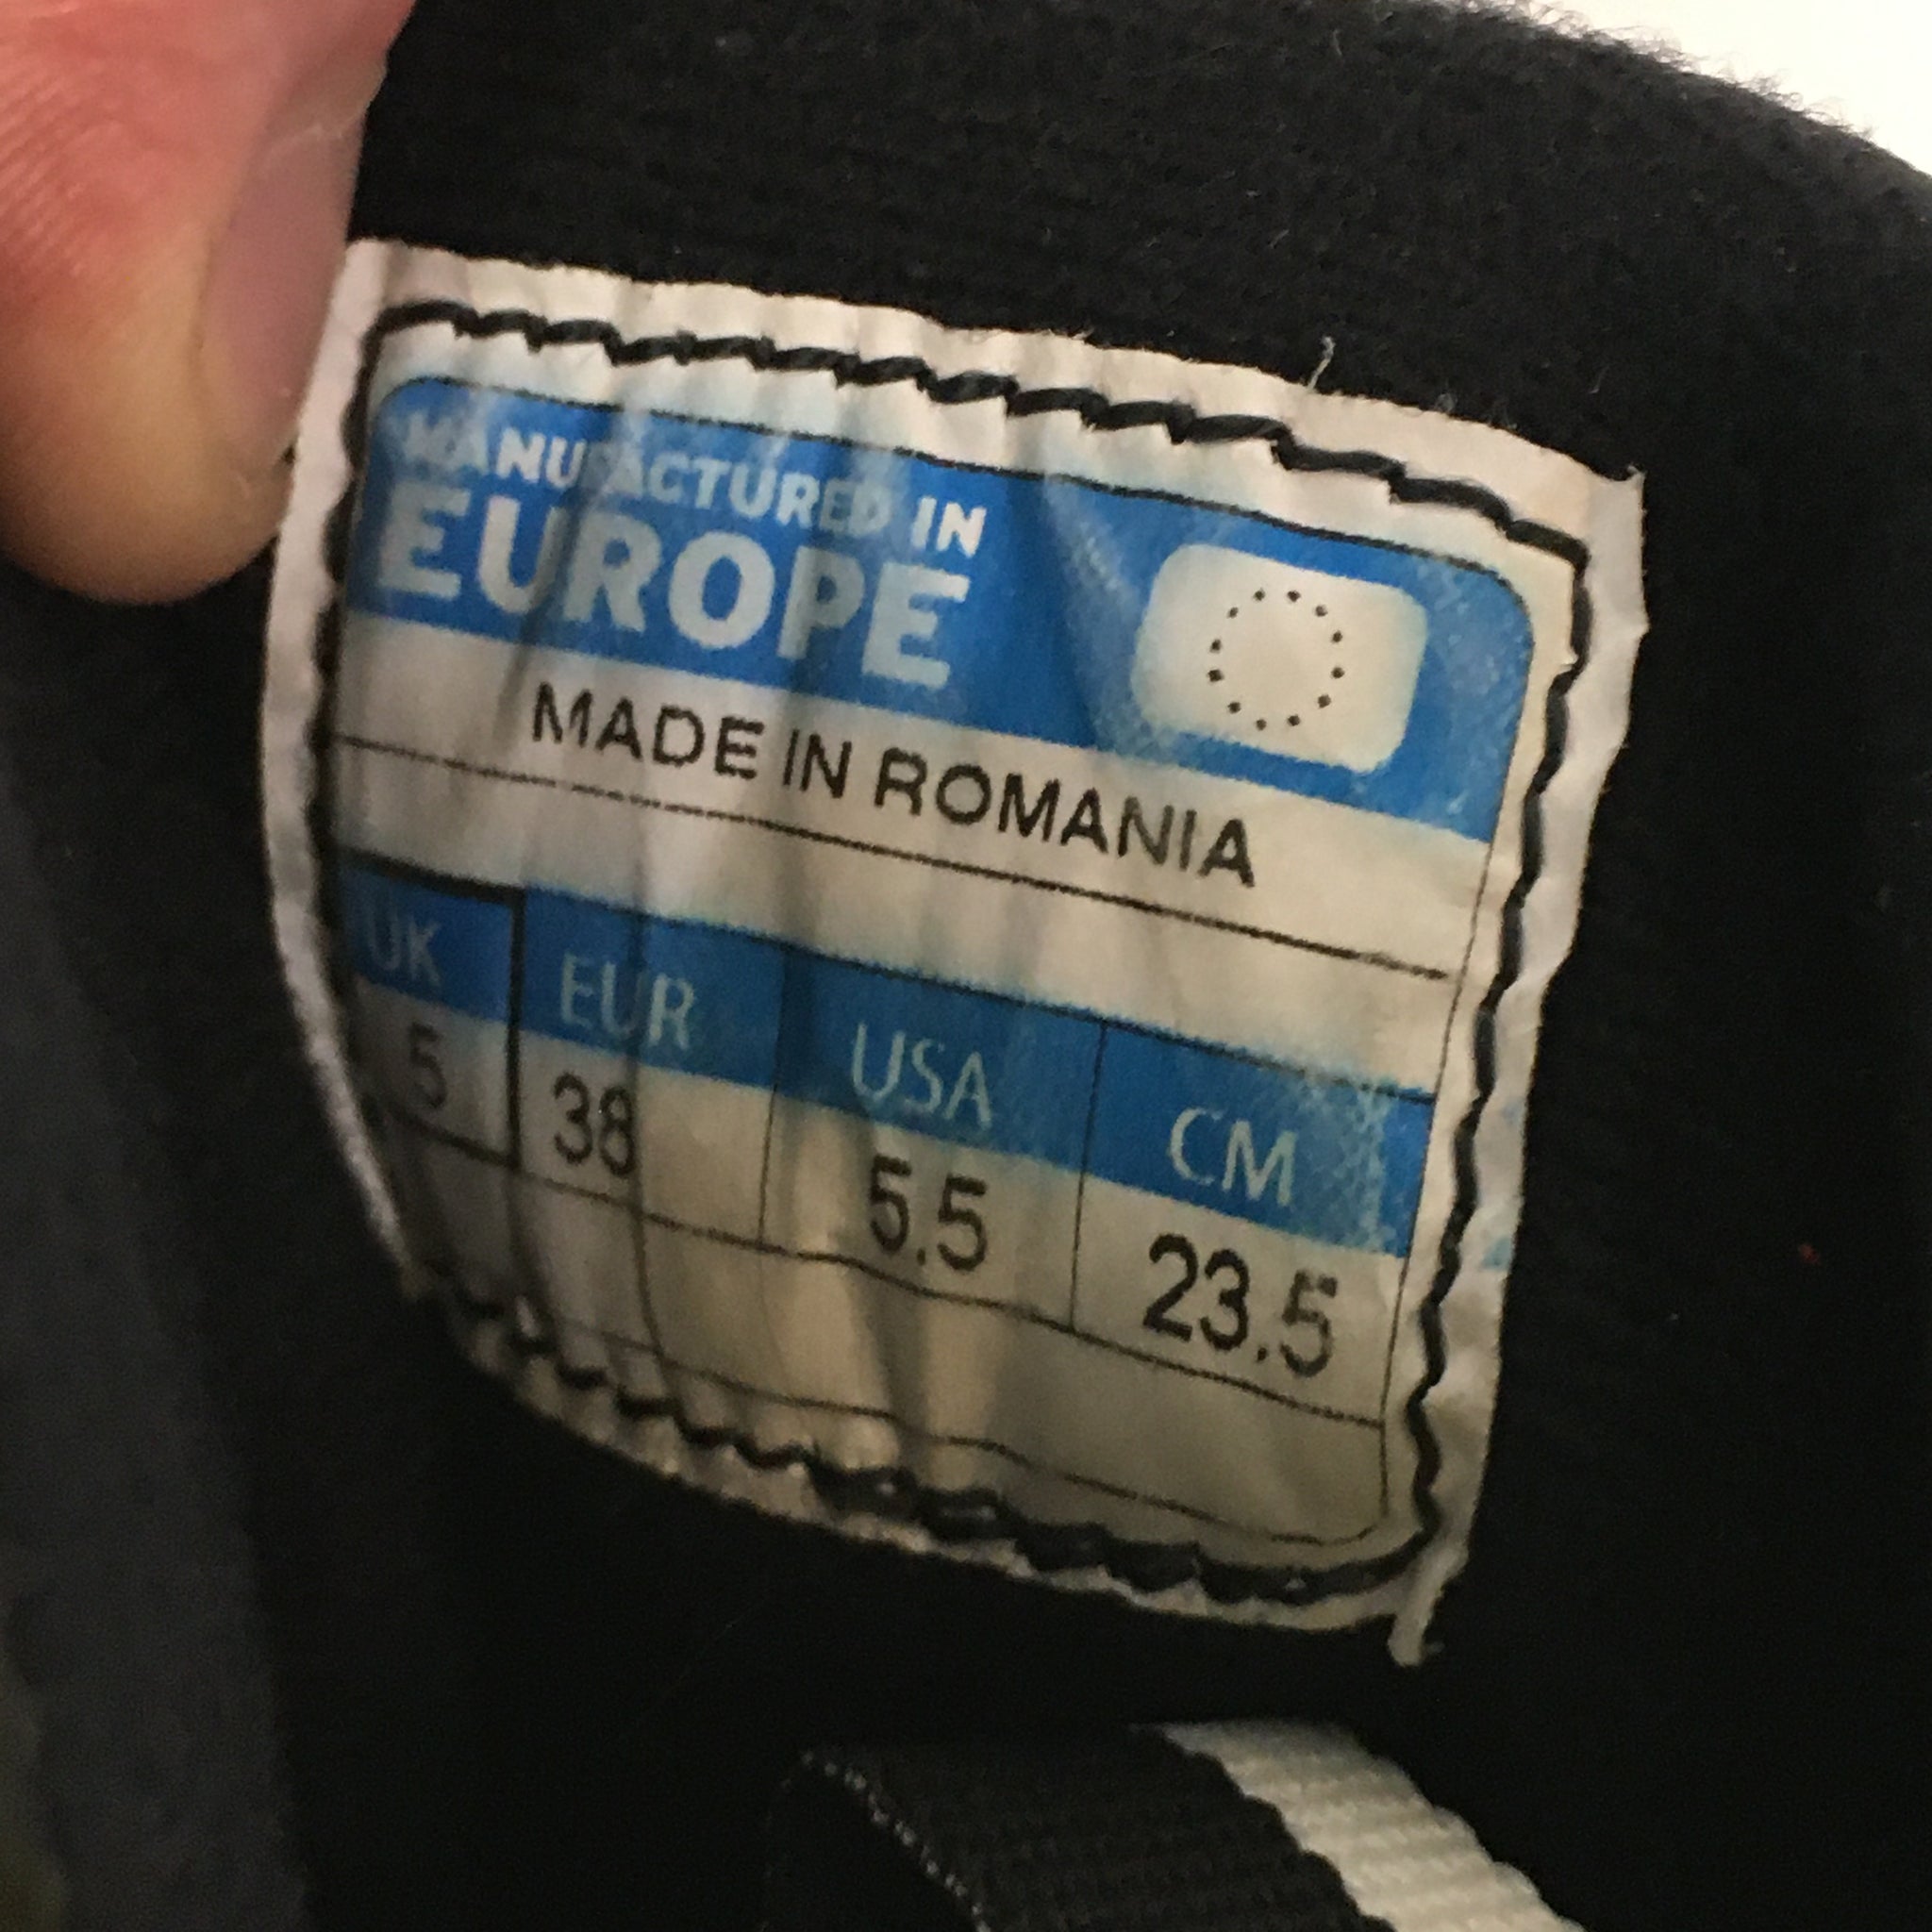 MANUFACTURED IN
EUROPE
MADE IN ROMANIA
UK EUR USA CM
5 38 5.5 23.5